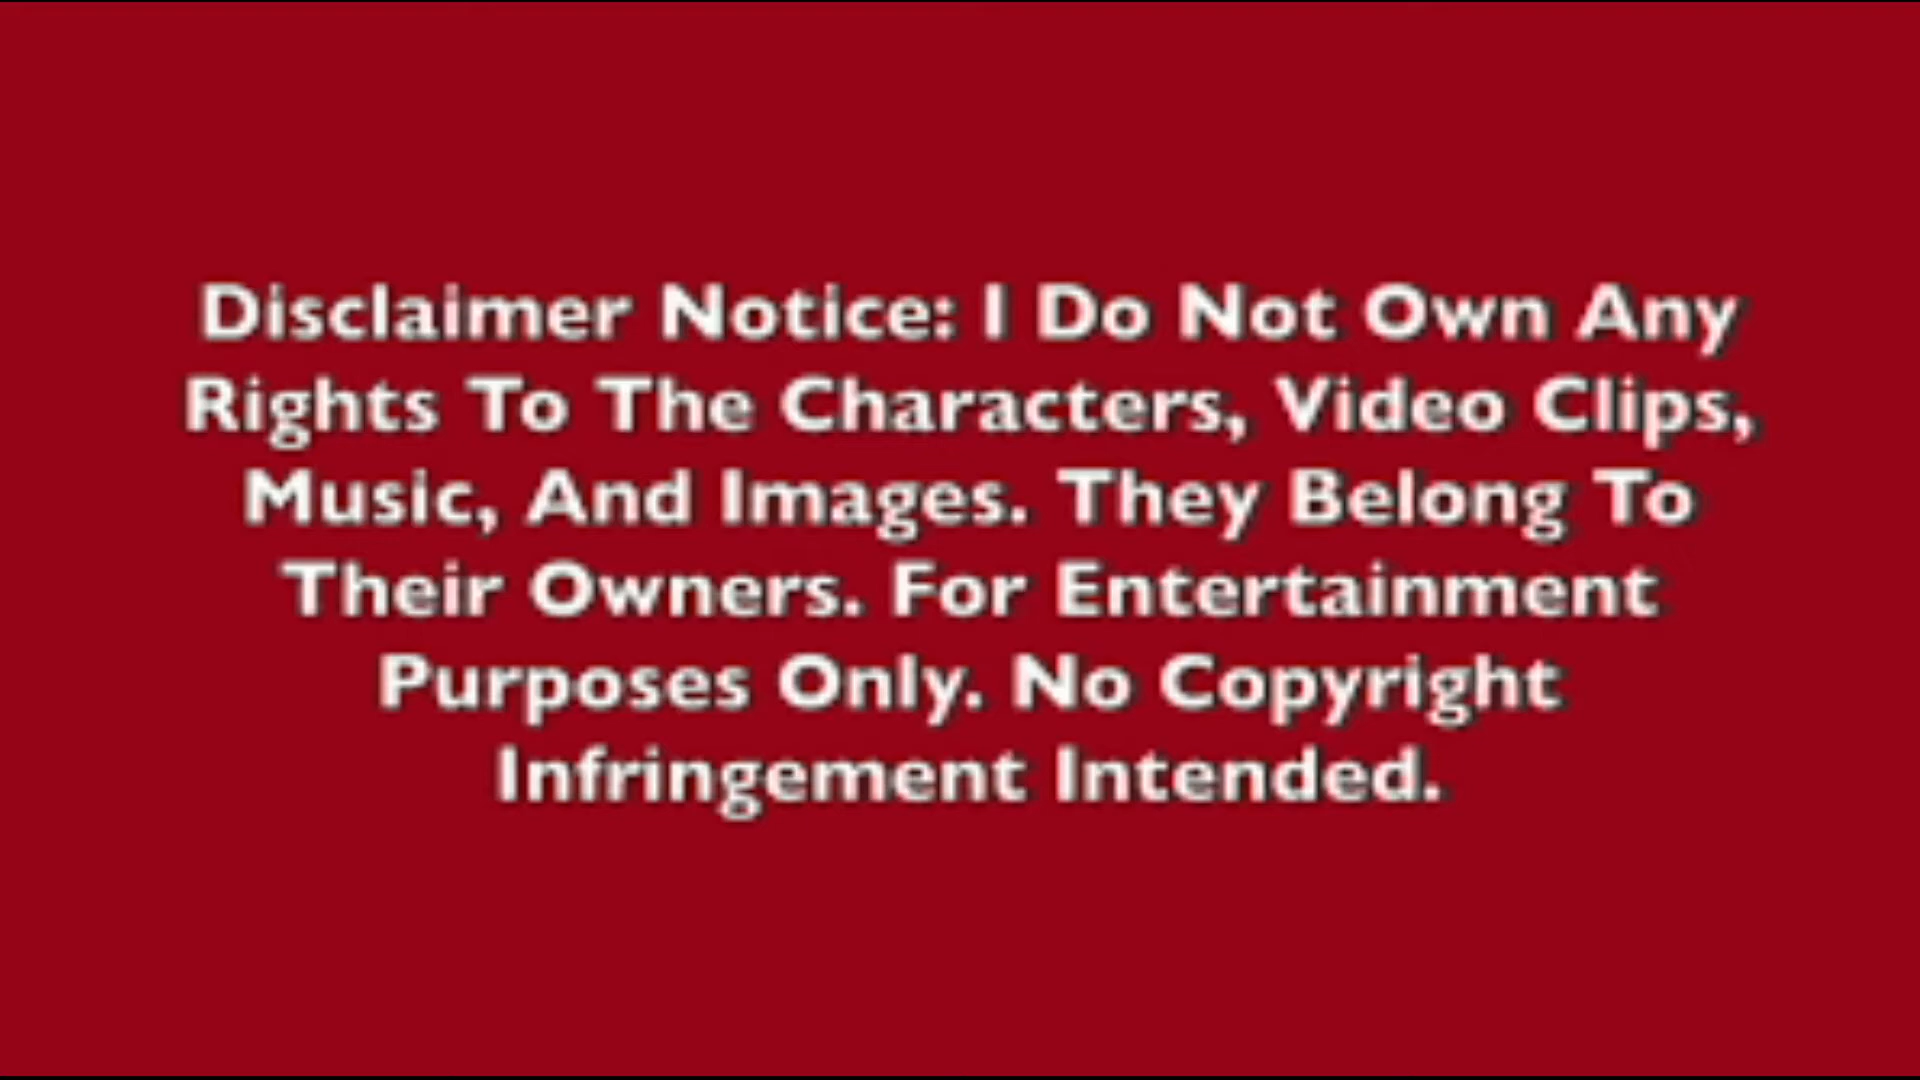 Disclaimer Notice: I Do Not Own Any
Rights To The Characters, Video Clips,
Music, And Images. They Belong To
Their Owners. For Entertainment
Purposes Only. No Copyright
Infringement Intended.